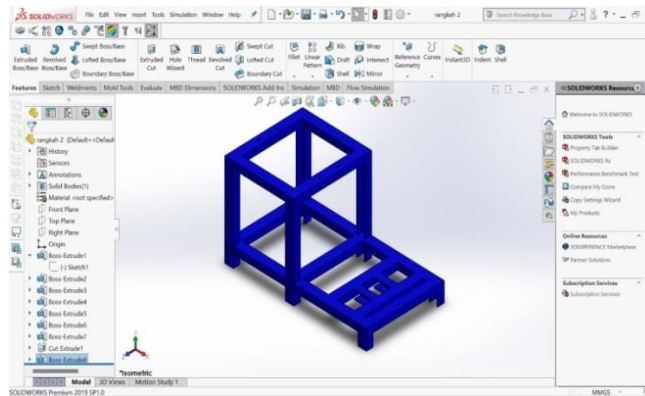 SOLIDWORKS File Edit View Insert Tools Simulation Window Help rangkah 2 Search Knowledge Base
Extruded Boss/Base
Revolved Boss/Base
Swept Boss/Base
Lofted Boss/Base
Boundary Boss/Base
Extruded Cut
Hole Wizard
Thread
Revolved Cut
Swept Cut
Lofted Cut
Boundary Cut
Fillet
Linear Pattern
Rib
Draft
Shell
Wrap
Intersect
Mirror
Reference Geometry
Curves
Instant3D
Indent
Shell
Features Sketch Weldments Mold Tools Evaluate MBD Dimensions SOLIDWORKS Add-Ins Simulation MBD Flow Simulation
rangkah 2 (Default<<Defaul
History
Sensors
Annotations
Solid Bodies(1)
Material <not specified>
Front Plane
Top Plane
Right Plane
Origin
Boss-Extrude1
(-) Sketch1
Boss-Extrude2
Boss-Extrude3
Boss-Extrude4
Boss-Extrude5
Boss-Extrude6
Boss-Extrude7
Cut-Extrude1
Boss-Extrude8
*Isometric
SOLIDWORKS Resources
Welcome to SOLIDWORKS
SOLIDWORKS Tools
Property Tab Builder
SOLIDWORKS Rx
Performance Benchmark Test
Compare My Score
Copy Settings Wizard
My Products
Online Resources
3DEXPERIENCE Marketplace
Partner Solutions
Subscription Services
Subscription Services
Model 3D Views Motion Study 1
SOLIDWORKS Premium 2019 SP1.0 MMGS